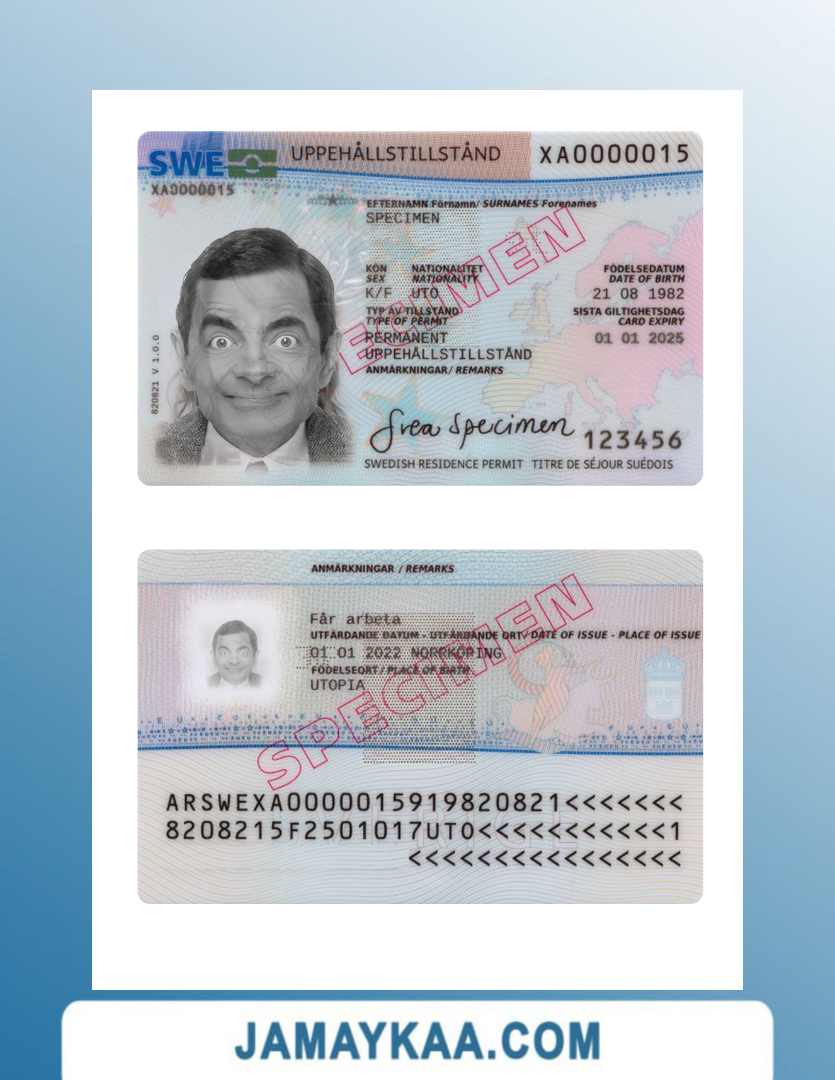 SWE UPPEHÅLLSTILLSTÅND XA0000015
XA0000015
EFTERNAMN Förnamn/ SURNAMES Forenames
SPECIMEN
SPECIMEN
KÖN NATIONALITET FÖDELSEDATUM
SEX NATIONALITY DATE OF BIRTH
K/F UTO 21 08 1982
TYP AV TILLSTÅND SISTA GILTIGHETSDAG
TYPE OF PERMIT CARD EXPIRY
PERMANENT 01 01 2025
UPPEHÅLLSTILLSTÅND
ANMÄRKNINGAR/ REMARKS
820821 V 1.0.0
Svea Specimen 123456
SWEDISH RESIDENCE PERMIT TITRE DE SÉJOUR SUÉDOIS
ANMÄRKNINGAR / REMARKS
SPECIMEN
Får arbeta
UTFÄRDANDE DATUM - UTFÄRDANDE ORT/ DATE OF ISSUE - PLACE OF ISSUE
01 01 2022 NORRKÖPING
FÖDELSEORT / PLACE OF BIRTH
UTOPIA
ARSWEXA0000015919820821<<<<<<<
8208215F2501017UTO<<<<<<<<<<<1
<<<<<<<<<<<<<<<<
JAMAYKAA.COM